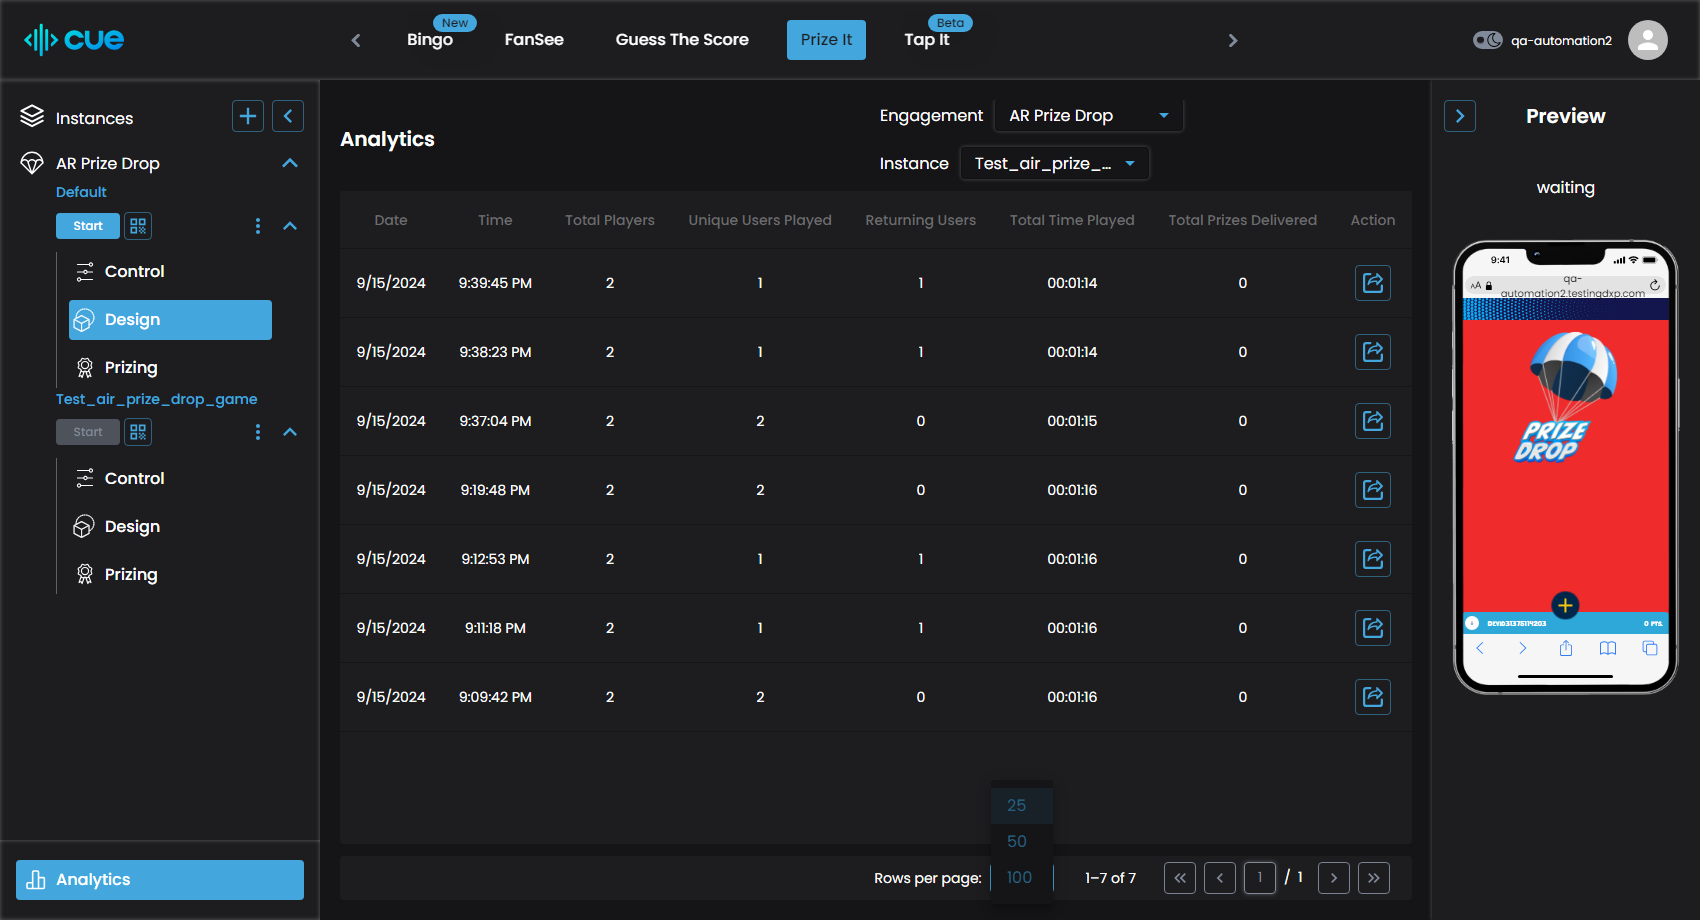 cue
Bingo
New
FanSee
Guess The Score
Prize It
Tap It
Beta
qa-automation2
Instances
AR Prize Drop
Default
Start
Control
Design
Prizing
Test_air_prize_drop_game
Start
Control
Design
Prizing
Analytics
Analytics
Engagement
AR Prize Drop
Instance
Test_air_prize_...
Date Time Total Players Unique Users Played Returning Users Total Time Played Total Prizes Delivered Action
9/15/2024 9:39:45 PM 2 1 1 00:01:14 0
9/15/2024 9:38:23 PM 2 1 1 00:01:14 0
9/15/2024 9:37:04 PM 2 2 0 00:01:15 0
9/15/2024 9:19:48 PM 2 2 0 00:01:16 0
9/15/2024 9:12:53 PM 2 1 1 00:01:16 0
9/15/2024 9:11:18 PM 2 1 1 00:01:16 0
9/15/2024 9:09:42 PM 2 2 0 00:01:16 0
25
50
100
Rows per page:
1–7 of 7
1 / 1
Preview
waiting
9:41
AA
qa-
automation2.testingdxp.com
PRIZE
DROP
0 PTS.